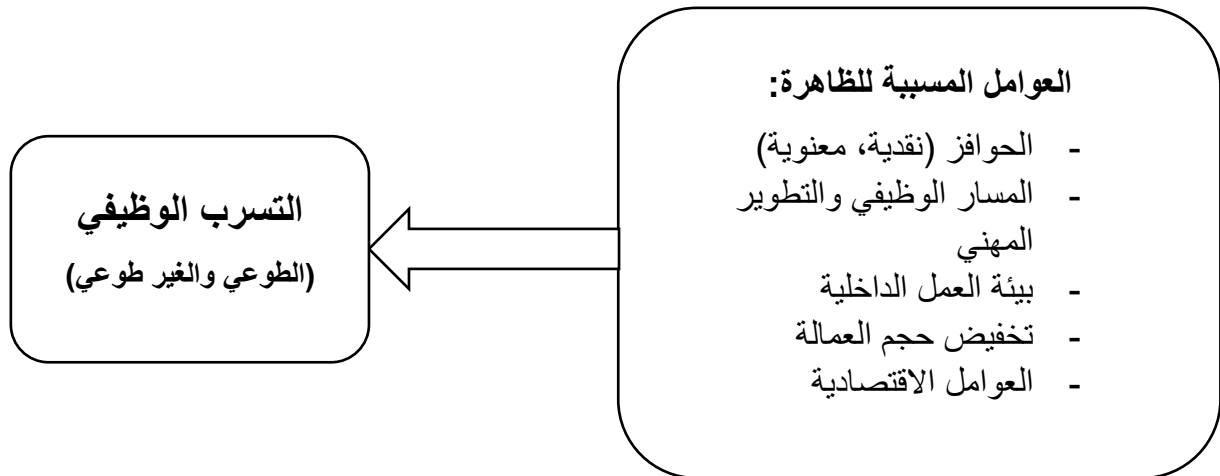 العوامل المسببة للظاهرة:
- الحوافز (نقدية، معنوية)
- المسار الوظيفي والتطوير
المهني
- بيئة العمل الداخلية
- تخفيض حجم العمالة
- العوامل الاقتصادية
التسرب الوظيفي
(الطوعي والغير طوعي)